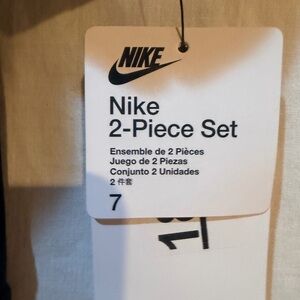 NIKE
Nike
2-Piece Set
Ensemble de 2 Pièces
Juego de 2 Piezas
Conjunto 2 Unidades
2 件套
7